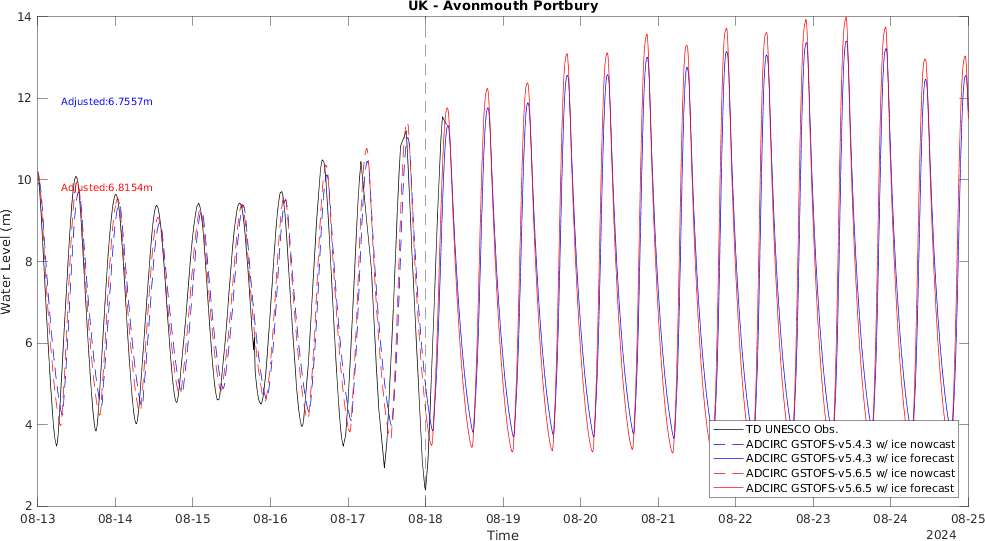 UK - Avonmouth Portbury
14
12
10
8
6
4
2
Water Level (m)
Adjusted:6.7557m
Adjusted:6.8154m
TD UNESCO Obs.
ADCIRC GSTOFS-v5.4.3 w/ ice nowcast
ADCIRC GSTOFS-v5.4.3 w/ ice forecast
ADCIRC GSTOFS-v5.6.5 w/ ice nowcast
ADCIRC GSTOFS-v5.6.5 w/ ice forecast
08-13 08-14 08-15 08-16 08-17 08-18 08-19 08-20 08-21 08-22 08-23 08-24 08-25
Time
2024